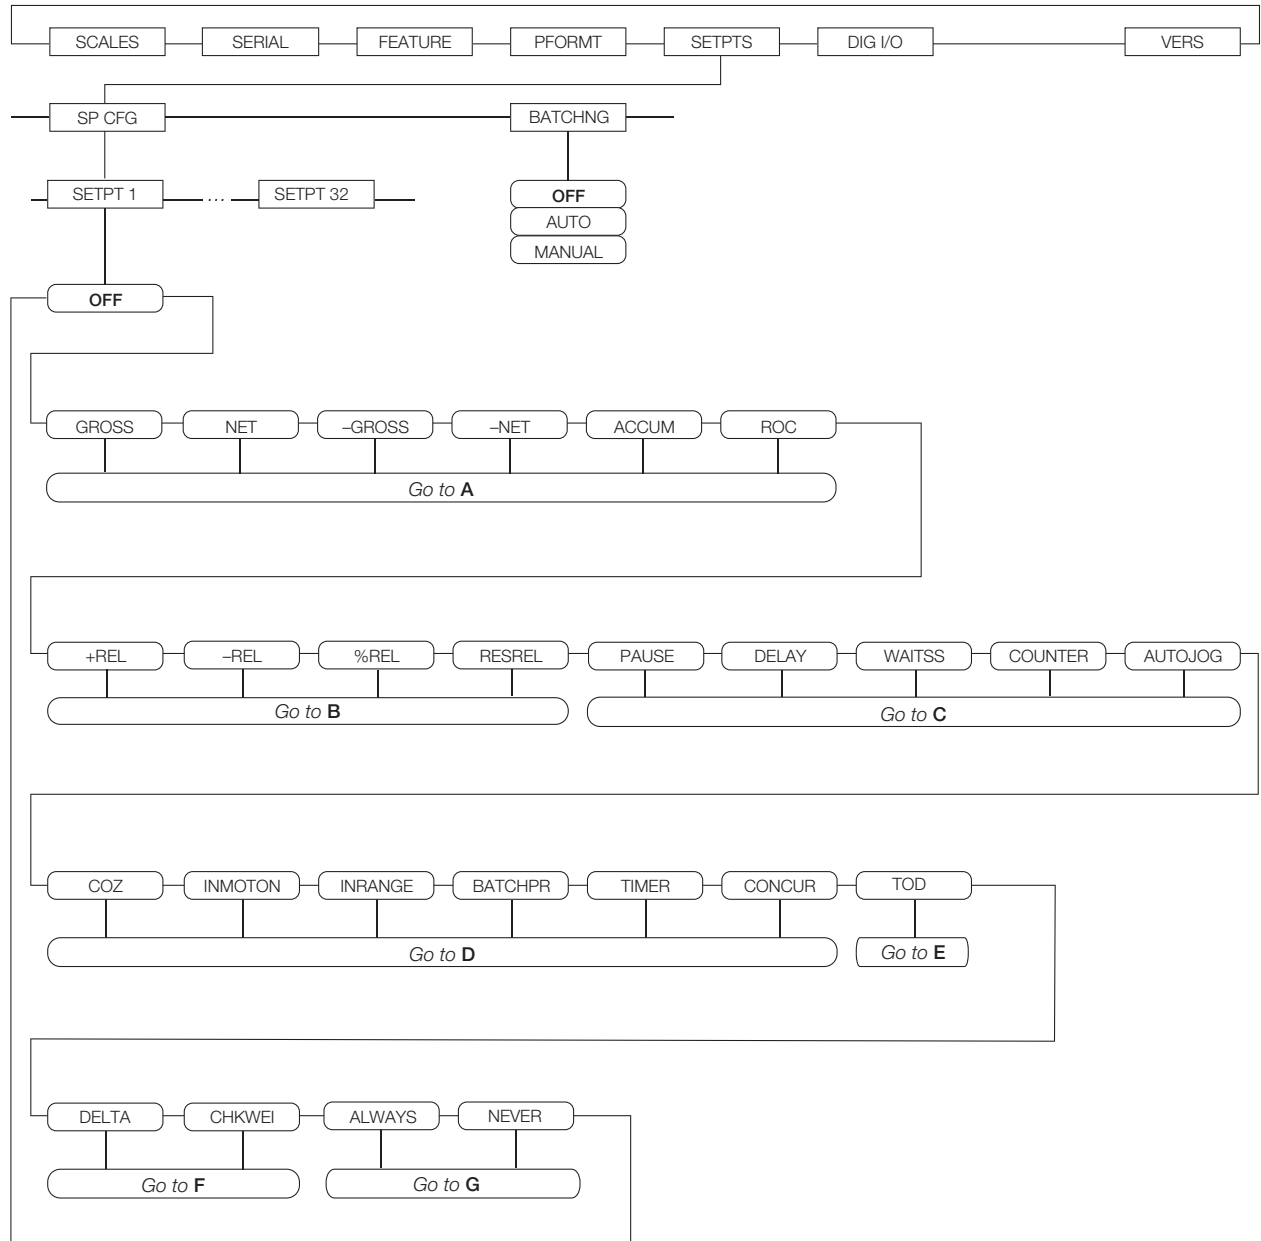 SCALES SERIAL FEATURE PFORMT SETPTS DIG I/O VERS
SP CFG BATCHNG
SETPT 1 ... SETPT 32 OFF
AUTO
MANUAL
OFF
GROSS NET –GROSS –NET ACCUM ROC
Go to A
+REL –REL %REL RESREL PAUSE DELAY WAITSS COUNTER AUTOJOG
Go to B Go to C
COZ INMOTON INRANGE BATCHPR TIMER CONCUR TOD
Go to D Go to E
DELTA CHKWEI ALWAYS NEVER
Go to F Go to G